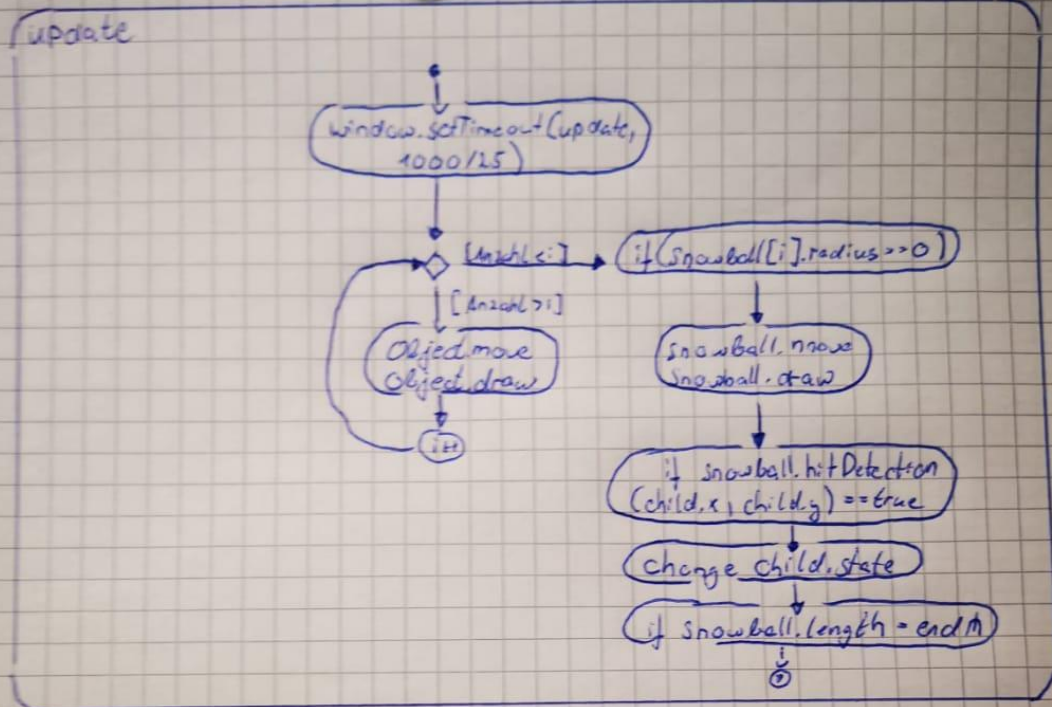 update
window.setTimeout(update,
1000/25)
[Anzahl<i]
if(snowball[i].radius>=0)
[Anzahl>i]
Object.move
Object.draw
snowball.move
snowball.draw
i++
if snowball.hitDetection
(child.x, child.y)==true
change child.state
if snowball.length=